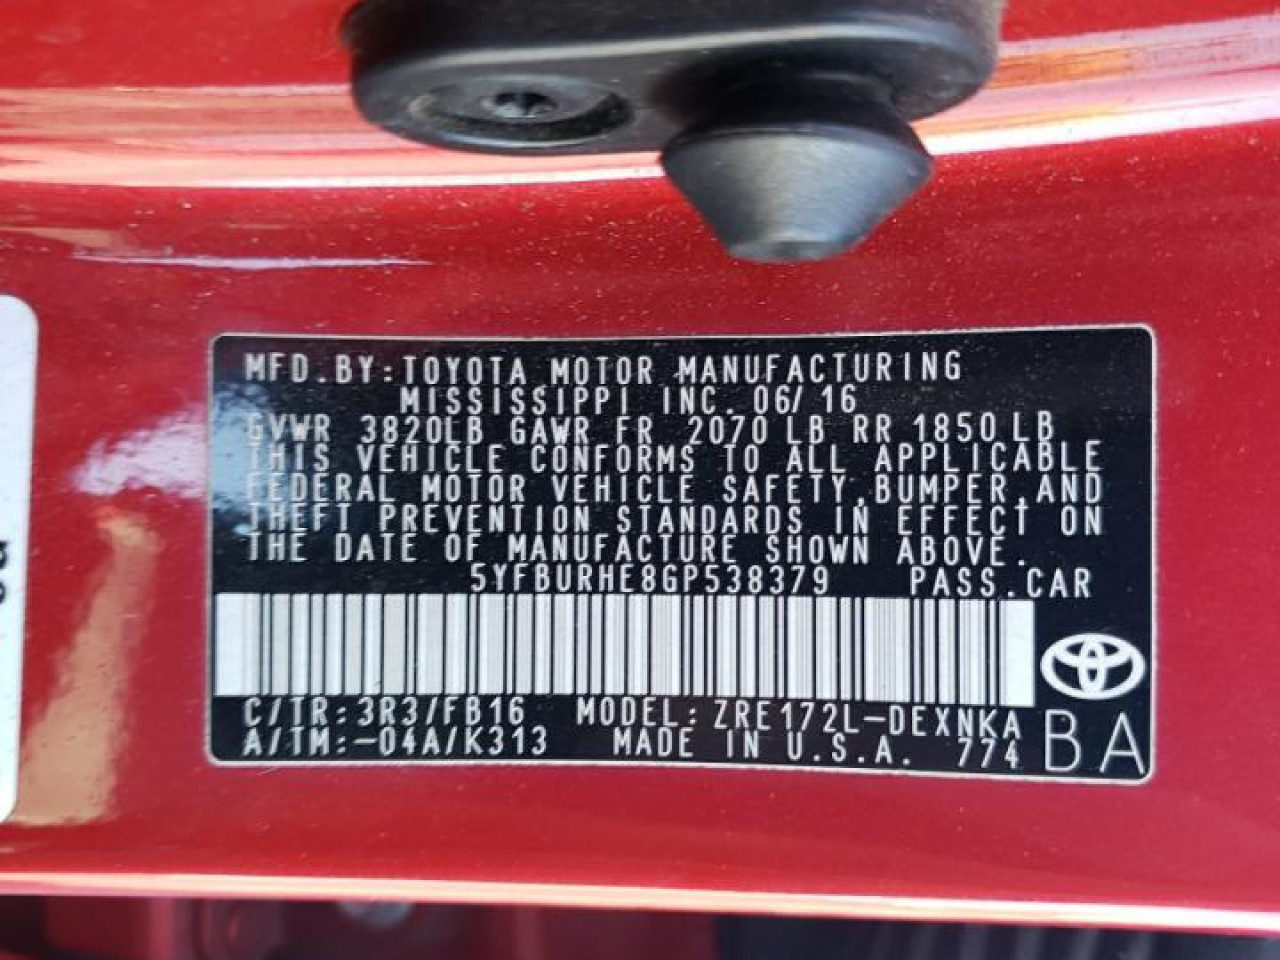 MFD.BY:TOYOTA MOTOR MANUFACTURING
MISSISSIPPI INC. 06/16
GVWR 3820LB GAWR FR 2070 LB RR 1850 LB
THIS VEHICLE CONFORMS TO ALL APPLICABLE
FEDERAL MOTOR VEHICLE SAFETY,BUMPER,AND
THEFT PREVENTION STANDARDS IN EFFECT ON
THE DATE OF MANUFACTURE SHOWN ABOVE.
5YFBURHE8GP538379 PASS.CAR
C/TR:3R3/FB16 MODEL:ZRE172L-DEXNKA
A/TM:-04A/K313 MADE IN U.S.A. 774
BA